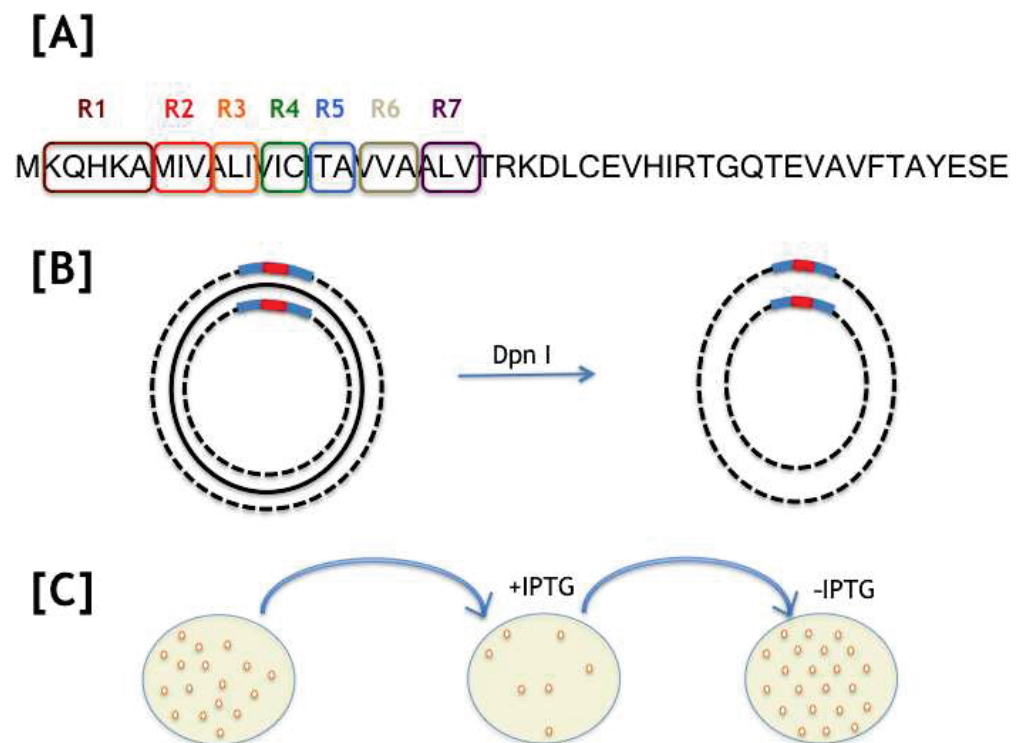 [A]
R1 R2 R3 R4 R5 R6 R7
MKQHKAMIVALIVICITAVVAALVTRKDLCEVHIRTGQTEVAVFTAYESE
[B]
Dpn I
[C]
+IPTG -IPTG